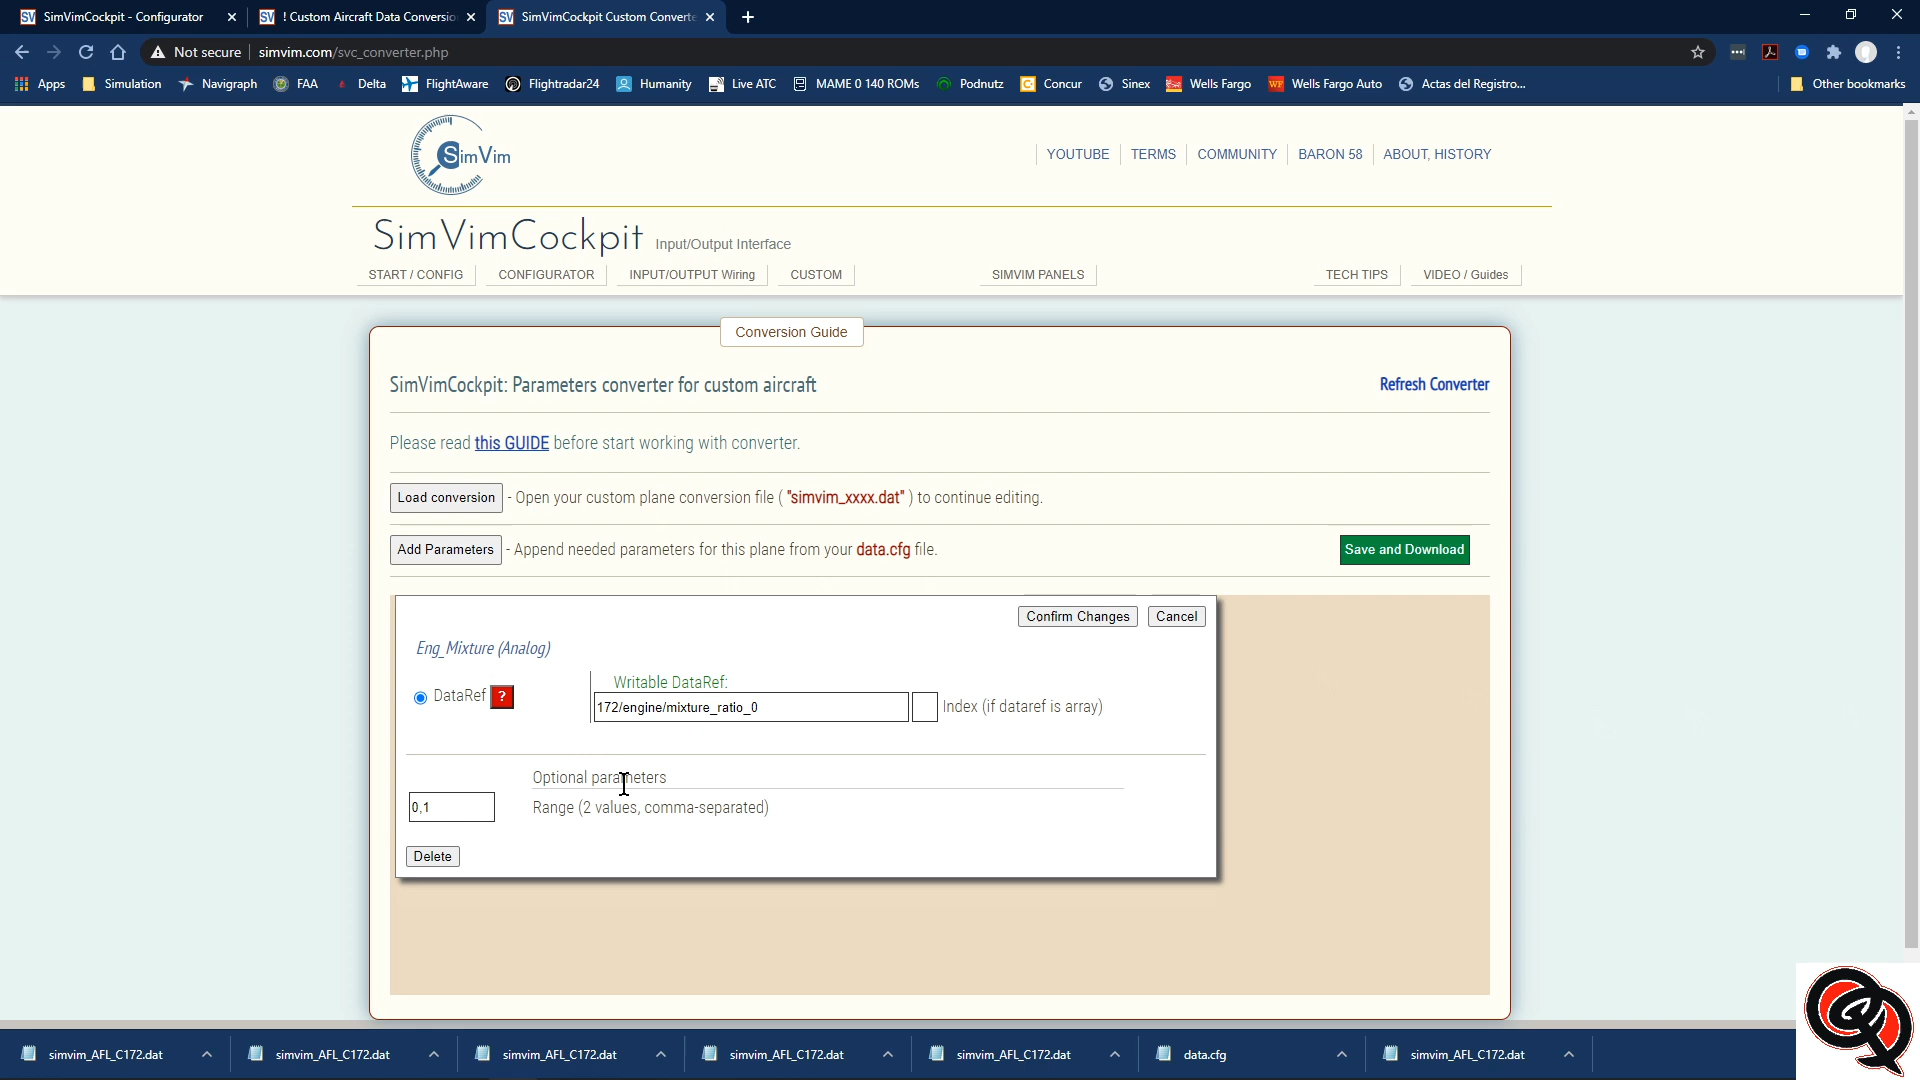 SimVimCockpit - Configurator
! Custom Aircraft Data Conversio
SimVimCockpit Custom Converte
Not secure
simvim.com/svc_converter.php
Apps
Simulation
Navigraph
FAA
Delta
FlightAware
Flightradar24
Humanity
Live ATC
MAME 0 140 ROMs
Podnutz
Concur
Sinex
Wells Fargo
Wells Fargo Auto
Actas del Registro...
Other bookmarks
SimVim
YOUTUBE
TERMS
COMMUNITY
BARON 58
ABOUT, HISTORY
SimVimCockpit Input/Output Interface
START / CONFIG
CONFIGURATOR
INPUT/OUTPUT Wiring
CUSTOM
SIMVIM PANELS
TECH TIPS
VIDEO / Guides
Conversion Guide
SimVimCockpit: Parameters converter for custom aircraft
Refresh Converter
Please read this GUIDE before start working with converter.
Load conversion - Open your custom plane conversion file ( "simvim_xxxx.dat" ) to continue editing.
Add Parameters - Append needed parameters for this plane from your data.cfg file.
Save and Download
Confirm Changes
Cancel
Eng_Mixture (Analog)
Writable DataRef:
DataRef ?
172/engine/mixture_ratio_0
Index (if dataref is array)
Optional parameters
0,1
Range (2 values, comma-separated)
Delete
simvim_AFL_C172.dat
simvim_AFL_C172.dat
simvim_AFL_C172.dat
simvim_AFL_C172.dat
simvim_AFL_C172.dat
data.cfg
simvim_AFL_C172.dat